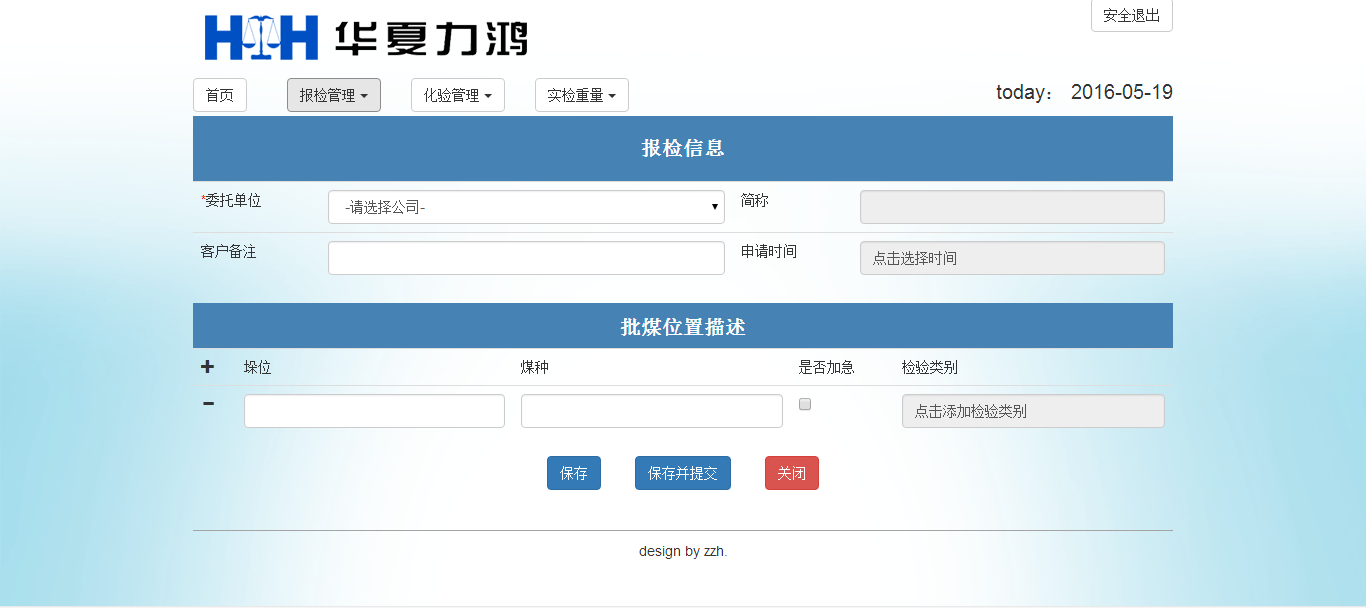 安全退出
HH 华夏力鸿
首页 报检管理 化验管理 实检重量 today： 2016-05-19
报检信息
*委托单位 -请选择公司- 简称
客户备注 申请时间 点击选择时间
批煤位置描述
+ 垛位 煤种 是否加急 检验类别
- 点击添加检验类别
保存 保存并提交 关闭
design by zzh.